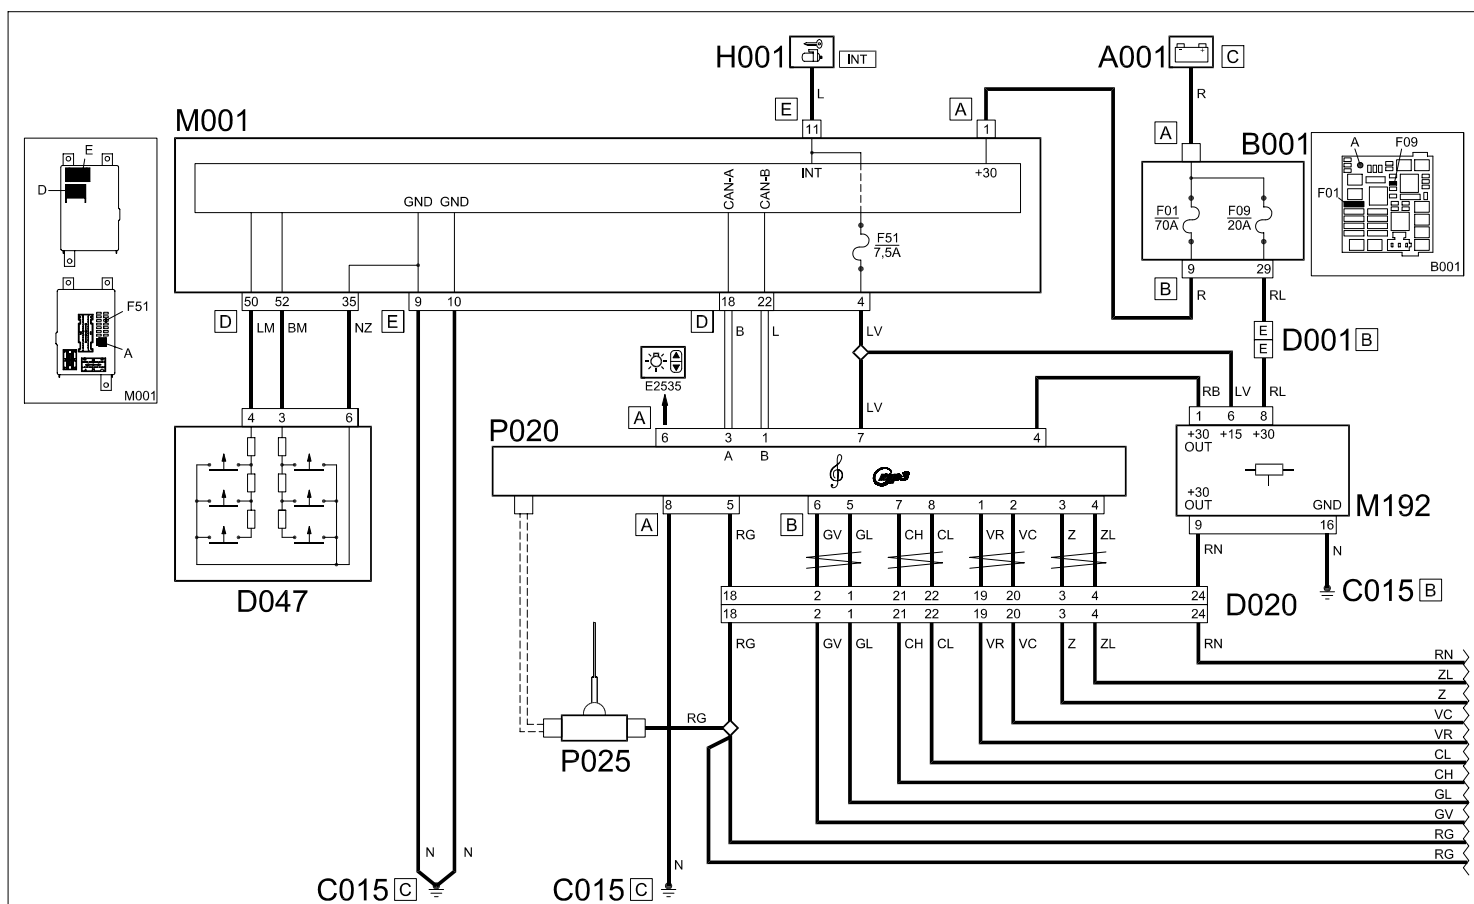 H001 INT A001 C
L R
E A A
M001 11 1 B001
E D M001 F51 A
A F09 F01 B001
INT +30
CAN-A CAN-B
GND GND
F51 7,5A
F01 70A F09 20A
50 52 35 9 10 18 22 4 9 29
D E D B
LM BM NZ B L LV R RL
E E D001 B
E2535
RB LV RL
LV
4 3 6
A 6 3 1 7 4 1 6 8
P020 A B
+30 OUT +15 +30
mp3
+30 OUT GND
M192
8 5 6 5 7 8 1 2 3 4 9 16
A B
RG GV GL CH CL VR VC Z ZL RN N
C015 B
D047
18 2 1 21 22 19 20 3 4 24
D020
18 2 1 21 22 19 20 3 4 24
RG GV GL CH CL VR VC Z ZL RN
RN
ZL
Z
RG VC
VR
P025 CL
CH
GL
GV
RG
N N N RG
C015 C C015 C